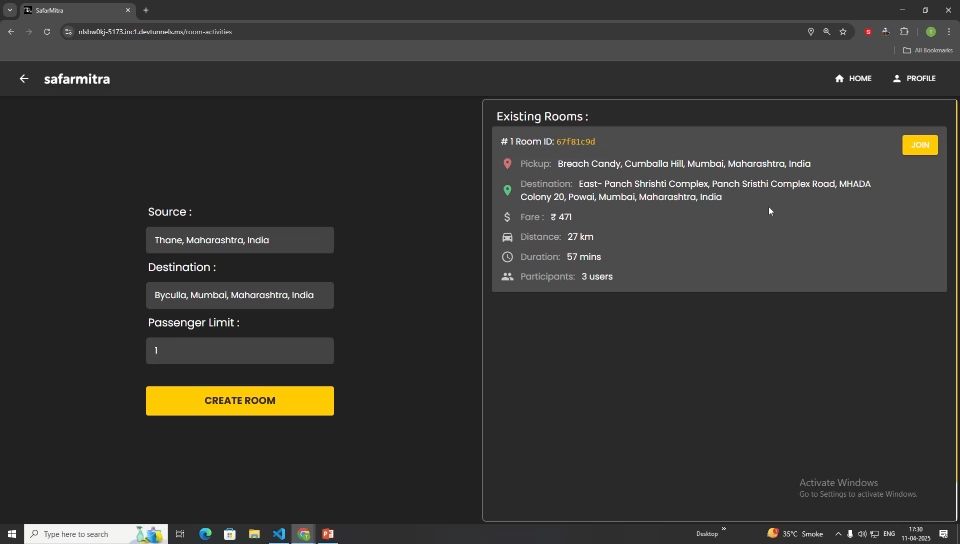 SafarMitra
nlshw0kj-5173.inc1.devtunnels.ms/room-activities
All Bookmarks
safarmitra
HOME
PROFILE
Source :
Thane, Maharashtra, India
Destination :
Byculla, Mumbai, Maharashtra, India
Passenger Limit :
1
CREATE ROOM
Existing Rooms :
# 1 Room ID: 67f81c9d
JOIN
Pickup: Breach Candy, Cumballa Hill, Mumbai, Maharashtra, India
Destination: East- Panch Shrishti Complex, Panch Sristhi Complex Road, MHADA
Colony 20, Powai, Mumbai, Maharashtra, India
Fare : ₹ 471
Distance: 27 km
Duration: 57 mins
Participants: 3 users
Activate Windows
Go to Settings to activate Windows.
Type here to search
Desktop
35°C Smoke
ENG
17:30
11-04-2025